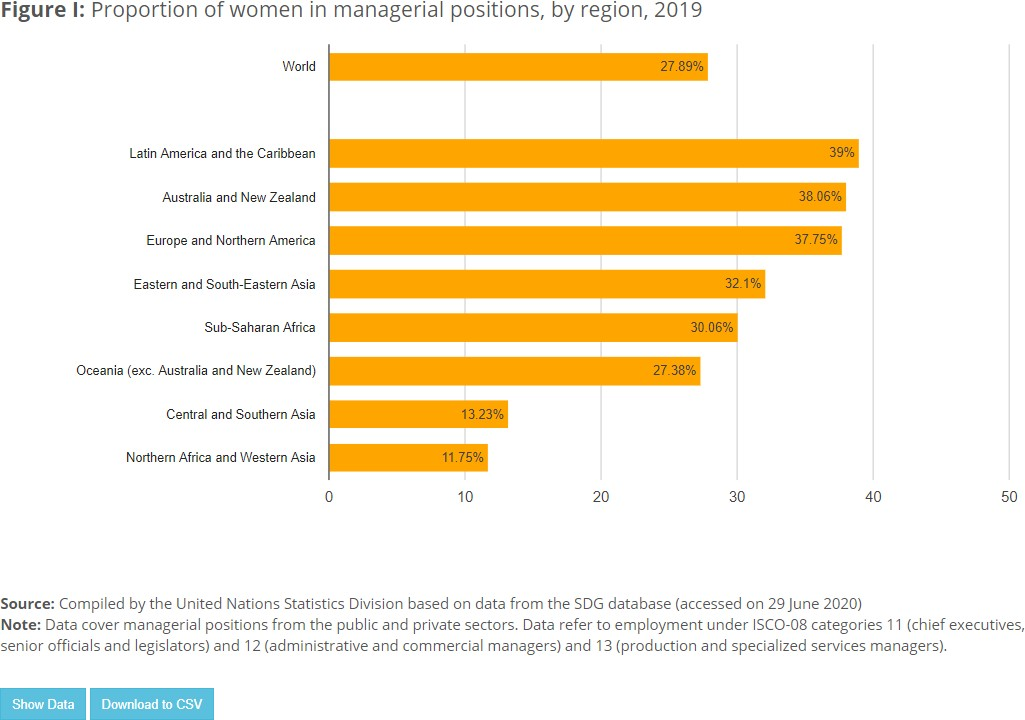 Figure I: Proportion of women in managerial positions, by region, 2019
World 27.89%
Latin America and the Caribbean 39%
Australia and New Zealand 38.06%
Europe and Northern America 37.75%
Eastern and South-Eastern Asia 32.1%
Sub-Saharan Africa 30.06%
Oceania (exc. Australia and New Zealand) 27.38%
Central and Southern Asia 13.23%
Northern Africa and Western Asia 11.75%
0 10 20 30 40 50
Source: Compiled by the United Nations Statistics Division based on data from the SDG database (accessed on 29 June 2020)
Note: Data cover managerial positions from the public and private sectors. Data refer to employment under ISCO-08 categories 11 (chief executives,
senior officials and legislators) and 12 (administrative and commercial managers) and 13 (production and specialized services managers).
Show Data Download to CSV